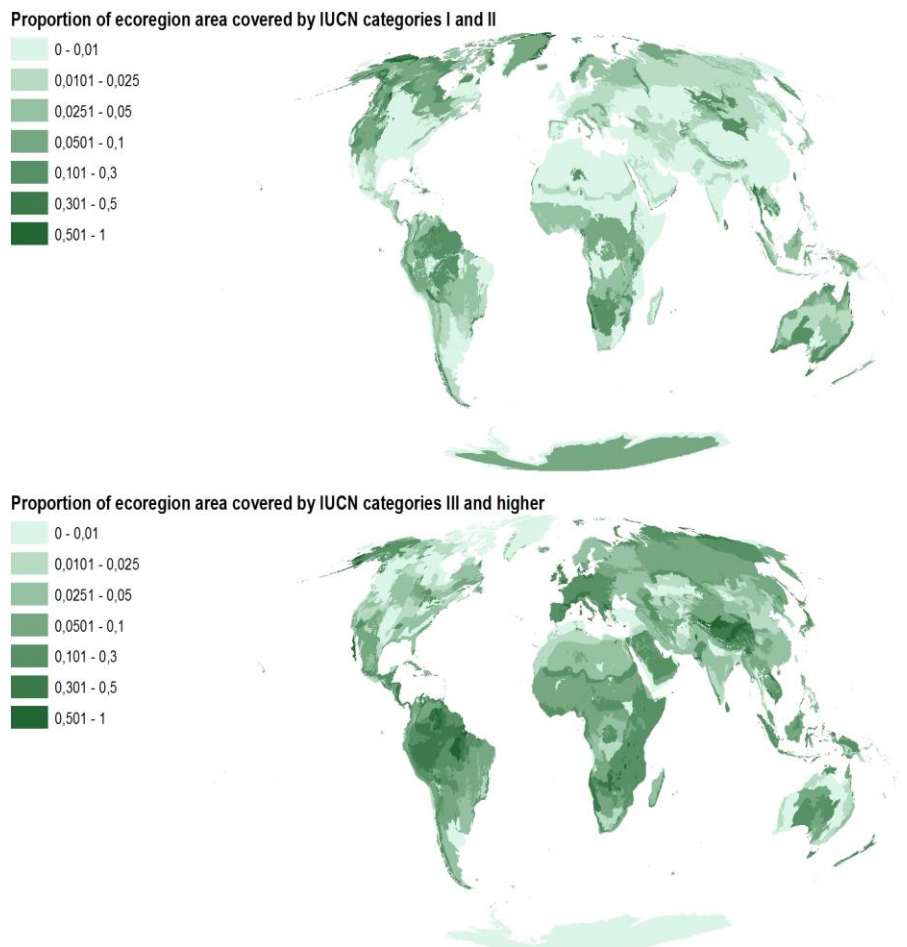 Proportion of ecoregion area covered by IUCN categories I and II
0 - 0,01
0,0101 - 0,025
0,0251 - 0,05
0,0501 - 0,1
0,101 - 0,3
0,301 - 0,5
0,501 - 1
Proportion of ecoregion area covered by IUCN categories III and higher
0 - 0,01
0,0101 - 0,025
0,0251 - 0,05
0,0501 - 0,1
0,101 - 0,3
0,301 - 0,5
0,501 - 1